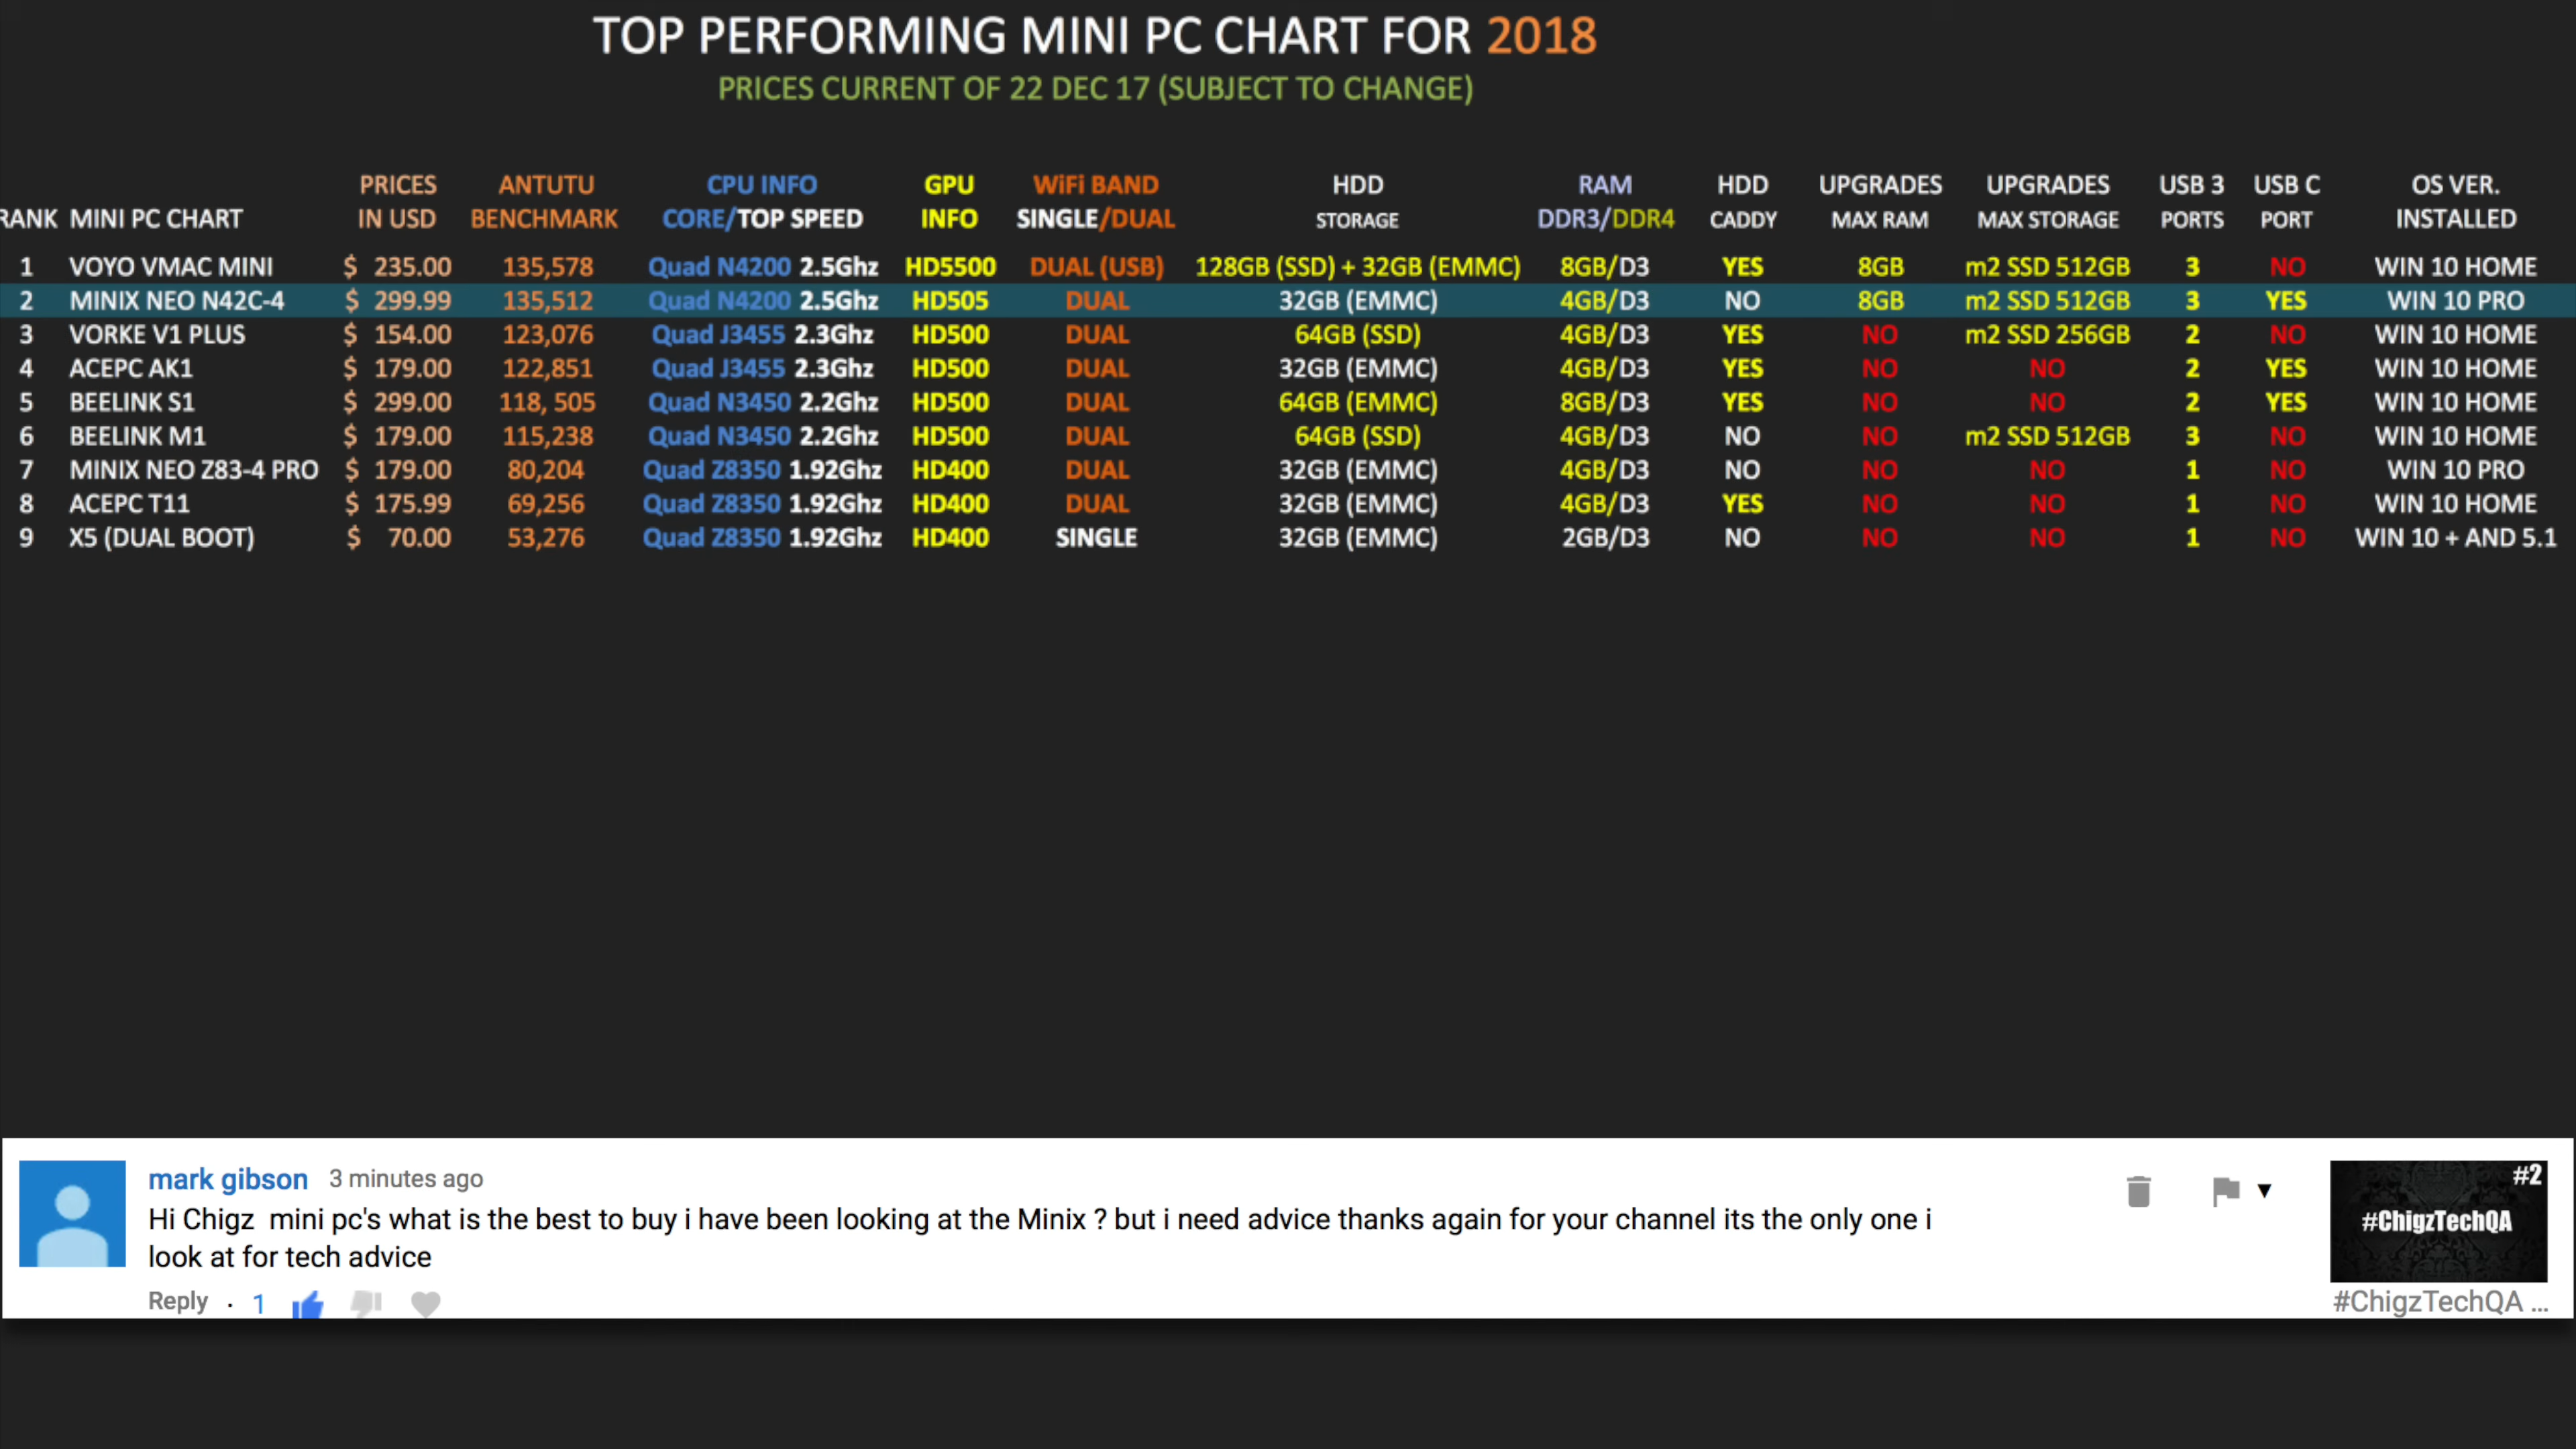 TOP PERFORMING MINI PC CHART FOR 2018
PRICES CURRENT OF 22 DEC 17 (SUBJECT TO CHANGE)
PRICES ANTUTU CPU INFO GPU WiFi BAND HDD RAM HDD UPGRADES UPGRADES USB 3 USB C OS VER.
RANK MINI PC CHART IN USD BENCHMARK CORE/TOP SPEED INFO SINGLE/DUAL STORAGE DDR3/DDR4 CADDY MAX RAM MAX STORAGE PORTS PORT INSTALLED
1 VOYO VMAC MINI $ 235.00 135,578 Quad N4200 2.5Ghz HD5500 DUAL (USB) 128GB (SSD) + 32GB (EMMC) 8GB/D3 YES 8GB m2 SSD 512GB 3 NO WIN 10 HOME
2 MINIX NEO N42C-4 $ 299.99 135,512 Quad N4200 2.5Ghz HD505 DUAL 32GB (EMMC) 4GB/D3 NO 8GB m2 SSD 512GB 3 YES WIN 10 PRO
3 VORKE V1 PLUS $ 154.00 123,076 Quad J3455 2.3Ghz HD500 DUAL 64GB (SSD) 4GB/D3 YES NO m2 SSD 256GB 2 NO WIN 10 HOME
4 ACEPC AK1 $ 179.00 122,851 Quad J3455 2.3Ghz HD500 DUAL 32GB (EMMC) 4GB/D3 YES NO NO 2 YES WIN 10 HOME
5 BEELINK S1 $ 299.00 118, 505 Quad N3450 2.2Ghz HD500 DUAL 64GB (EMMC) 8GB/D3 YES NO NO 2 YES WIN 10 HOME
6 BEELINK M1 $ 179.00 115,238 Quad N3450 2.2Ghz HD500 DUAL 64GB (SSD) 4GB/D3 NO NO m2 SSD 512GB 3 NO WIN 10 HOME
7 MINIX NEO Z83-4 PRO $ 179.00 80,204 Quad Z8350 1.92Ghz HD400 DUAL 32GB (EMMC) 4GB/D3 NO NO NO 1 NO WIN 10 PRO
8 ACEPC T11 $ 175.99 69,256 Quad Z8350 1.92Ghz HD400 DUAL 32GB (EMMC) 4GB/D3 YES NO NO 1 NO WIN 10 HOME
9 X5 (DUAL BOOT) $ 70.00 53,276 Quad Z8350 1.92Ghz HD400 SINGLE 32GB (EMMC) 2GB/D3 NO NO NO 1 NO WIN 10 + AND 5.1
mark gibson 3 minutes ago
Hi Chigz mini pc's what is the best to buy i have been looking at the Minix ? but i need advice thanks again for your channel its the only one i
look at for tech advice
Reply · 1
#2
#ChigzTechQA
#ChigzTechQA ...